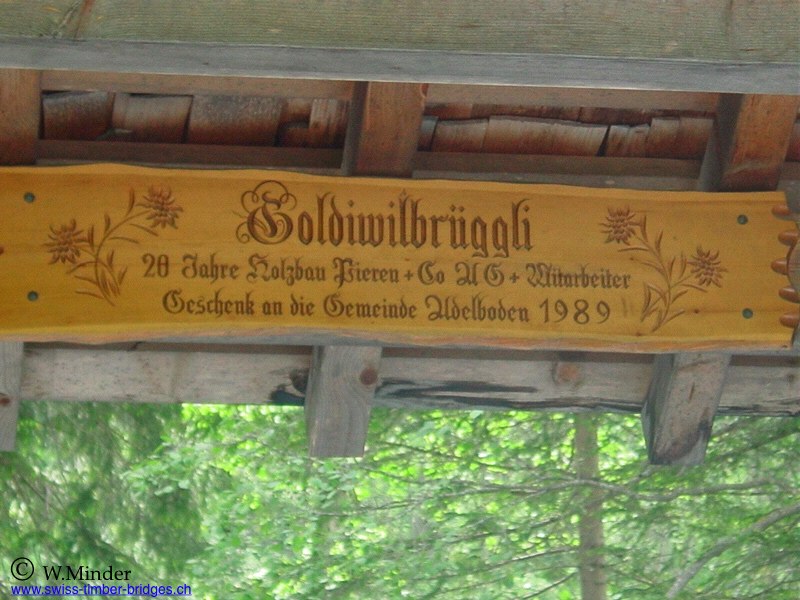 Goldiwilbrüggli
20 Jahre Holzbau Pieren + Co AG + Mitarbeiter
Geschenk an die Gemeinde Adelboden 1989
© W.Minder
www.swiss-timber-bridges.ch